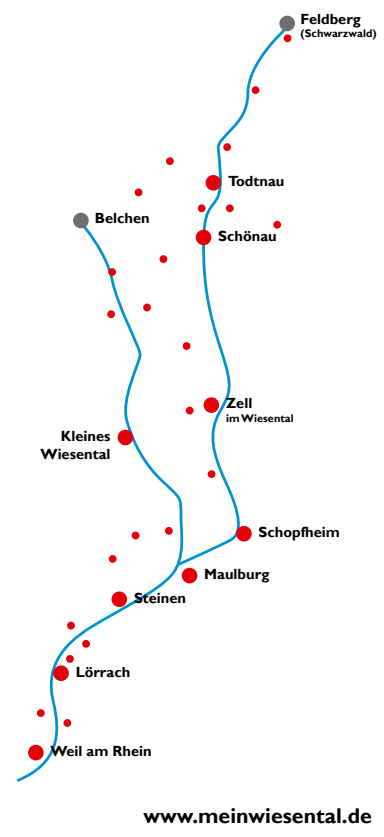 Feldberg
(Schwarzwald)
Todtnau
Belchen
Schönau
Zell
im Wiesental
Kleines
Wiesental
Schopfheim
Maulburg
Steinen
Lörrach
Weil am Rhein
www.meinwiesental.de